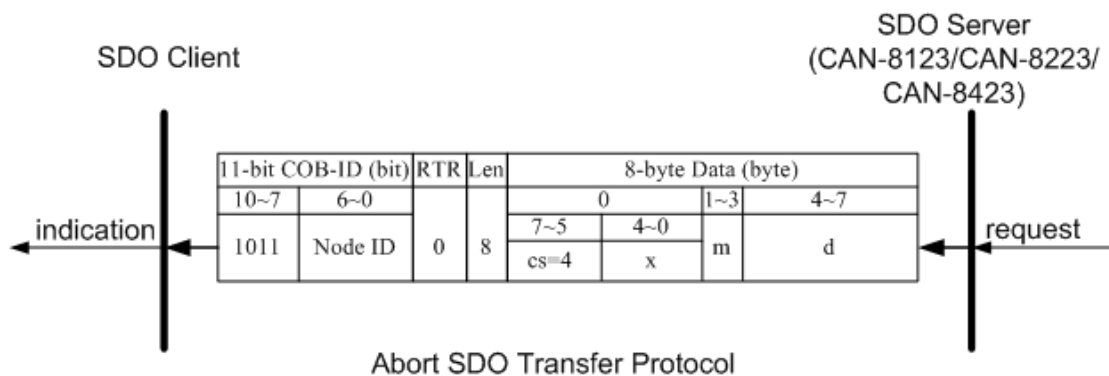 SDO Client
SDO Server
(CAN-8123/CAN-8223/
CAN-8423)
11-bit COB-ID (bit) RTR Len 8-byte Data (byte)
10~7 6~0 0 1~3 4~7
indication 1011 Node ID 0 8 7~5 4~0 m d request
cs=4 x
Abort SDO Transfer Protocol